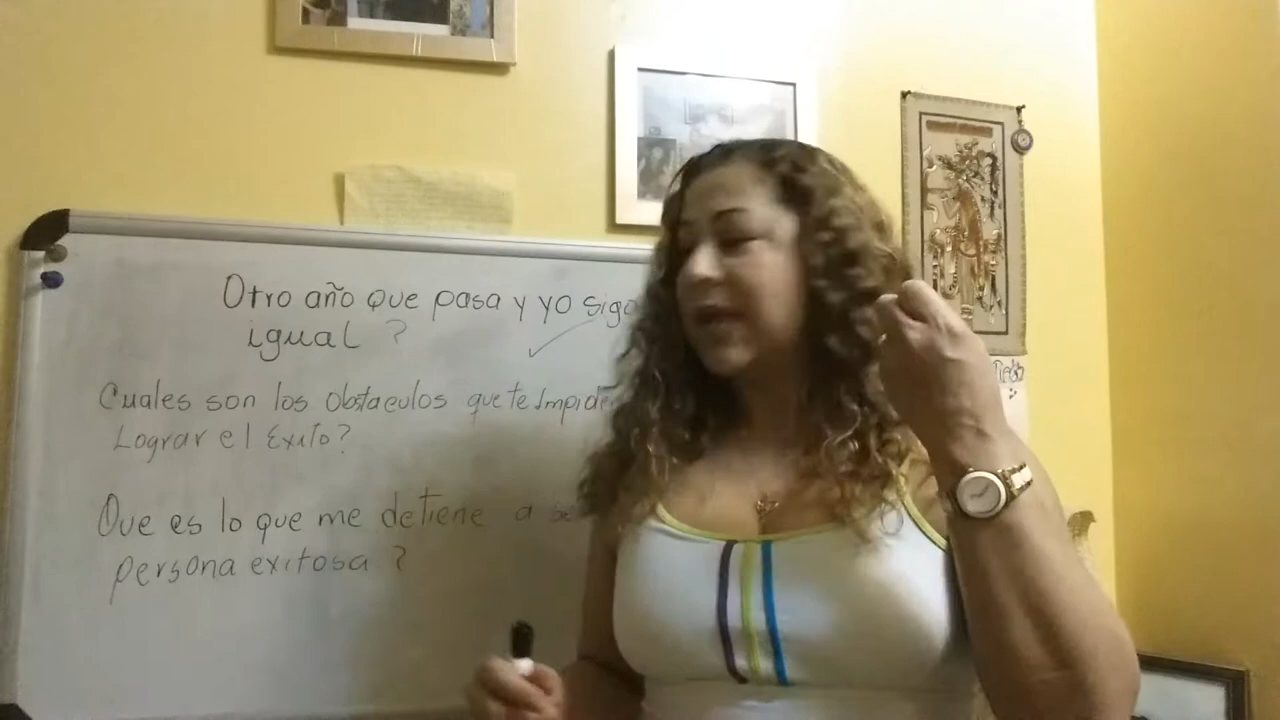 Otro año que pasa y yo sigo
igual ?
Cuales son los Obstaculos que te Impiden
Lograr el Exito?
Que es lo que me detiene a
persona exitosa ?